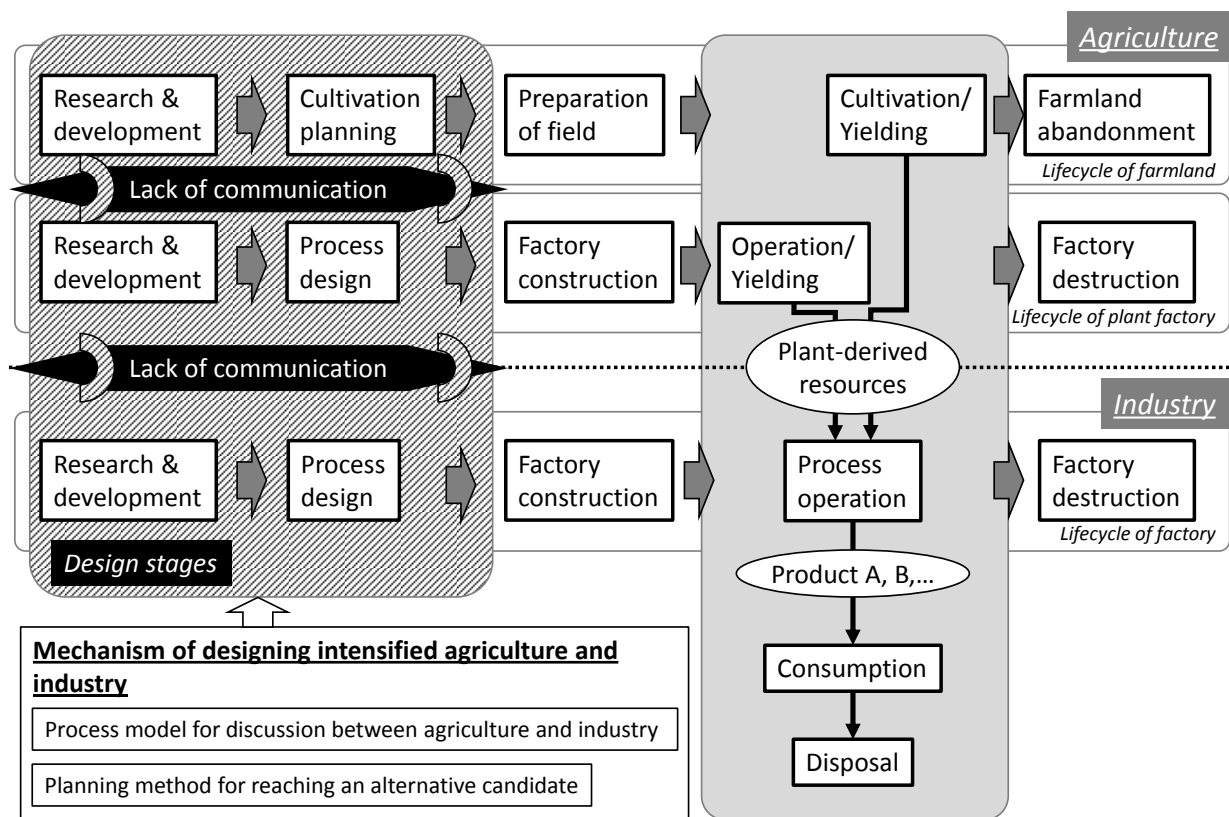 Agriculture
Research &
development
Cultivation
planning
Preparation
of field
Cultivation/
Yielding
Farmland
abandonment
Lifecycle of farmland
Lack of communication
Research &
development
Process
design
Factory
construction
Operation/
Yielding
Factory
destruction
Lifecycle of plant factory
Lack of communication
Plant-derived
resources
Industry
Research &
development
Process
design
Factory
construction
Process
operation
Factory
destruction
Lifecycle of factory
Design stages
Product A, B,...
Mechanism of designing intensified agriculture and
industry
Process model for discussion between agriculture and industry
Planning method for reaching an alternative candidate
Consumption
Disposal